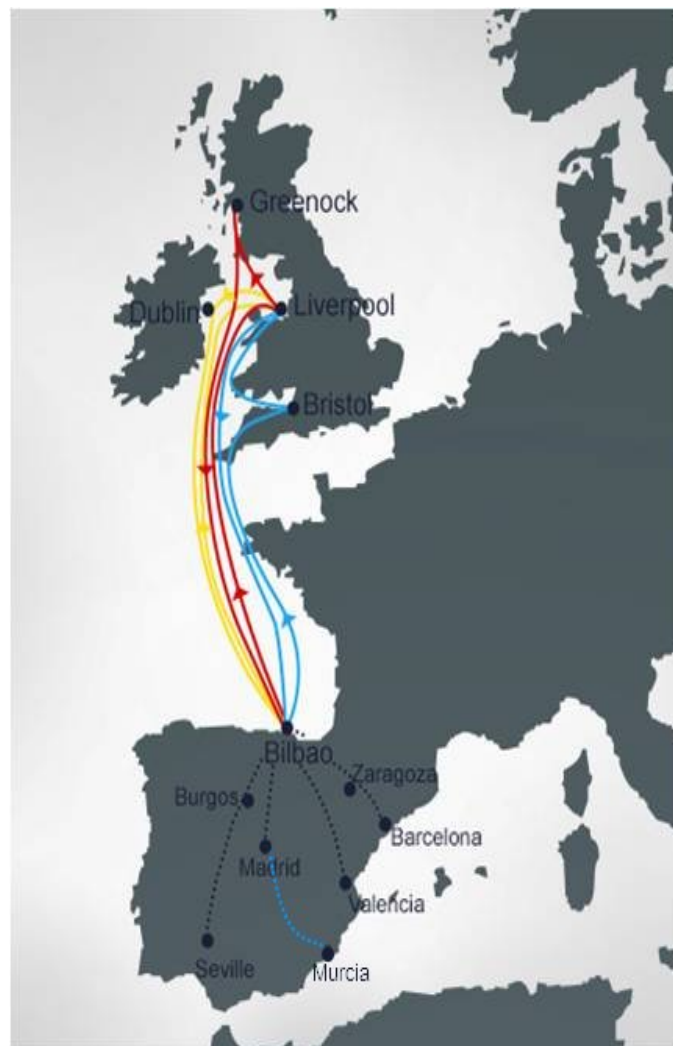 Greenock
Dublin
Liverpool
Bristol
Bilbao
Zaragoza
Burgos
Barcelona
Madrid
Valencia
Seville
Murcia